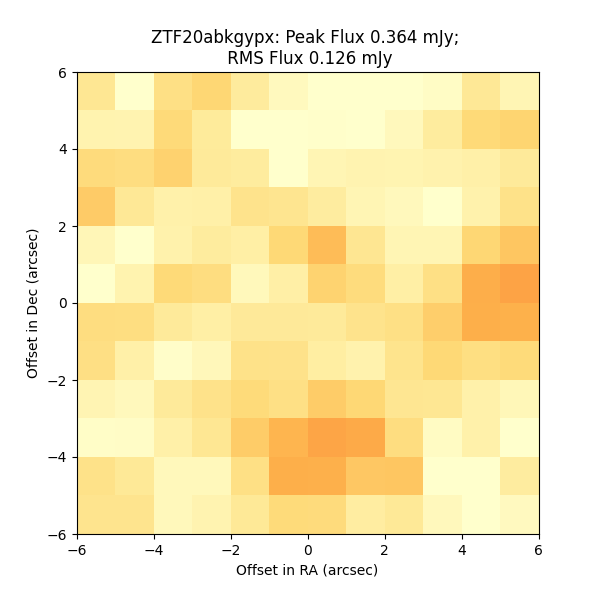 ZTF20abkgypx: Peak Flux 0.364 mJy;
RMS Flux 0.126 mJy
6
4
2
0
−2
−4
−6
Offset in Dec (arcsec)
−6 −4 −2 0 2 4 6
Offset in RA (arcsec)